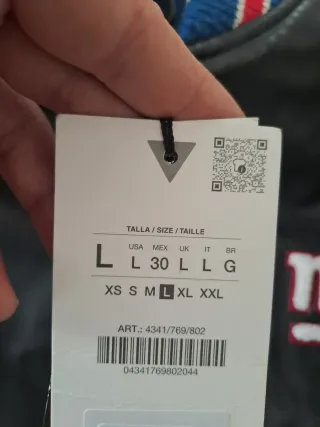 TALLA / SIZE / TAILLE
USA MEX UK IT BR
L L 30 L L G
XS S M L XL XXL
ART.: 4341/769/802
04341769802044